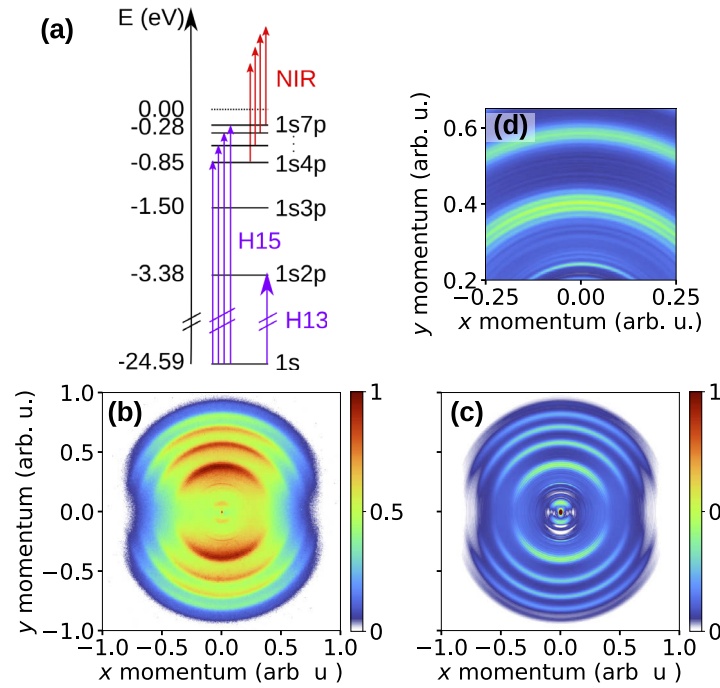 (a)
E (eV)
NIR
0.00
-0.28
1s7p
-0.85
1s4p
-1.50
1s3p
H15
-3.38
1s2p
H13
-24.59
1s
(d)
y momentum (arb. u.)
0.6
0.4
0.2
−0.25
0.00
0.25
x momentum (arb. u.)
(b)
y momentum (arb. u.)
1.0
0.5
0.0
−0.5
−1.0
−1.0
−0.5
0.0
0.5
1.0
x momentum (arb u )
1
0.5
0
(c)
−1.0
−0.5
0.0
0.5
1.0
x momentum (arb u )
1
0